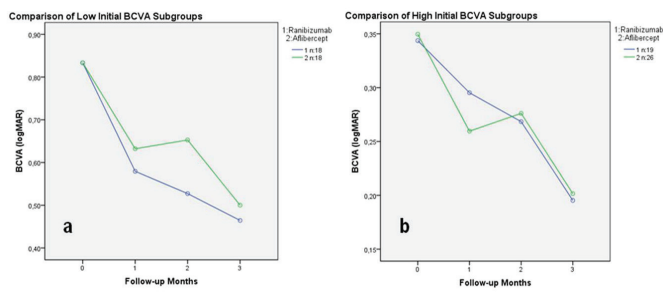 Comparison of Low Initial BCVA Subgroups
1:Ranibizumab
2:Aflibercept
1 n:18
2 n:18
BCVA (logMAR)
0,90
0,80
0,70
0,60
0,50
0,40
a
0
1
2
3
Follow-up Months
Comparison of High Initial BCVA Subgroups
1:Ranibizumab
2:Aflibercept
1 n:19
2 n:26
BCVA (logMAR)
0,35
0,30
0,25
0,20
0,15
b
0
1
2
3
Follow-up Months